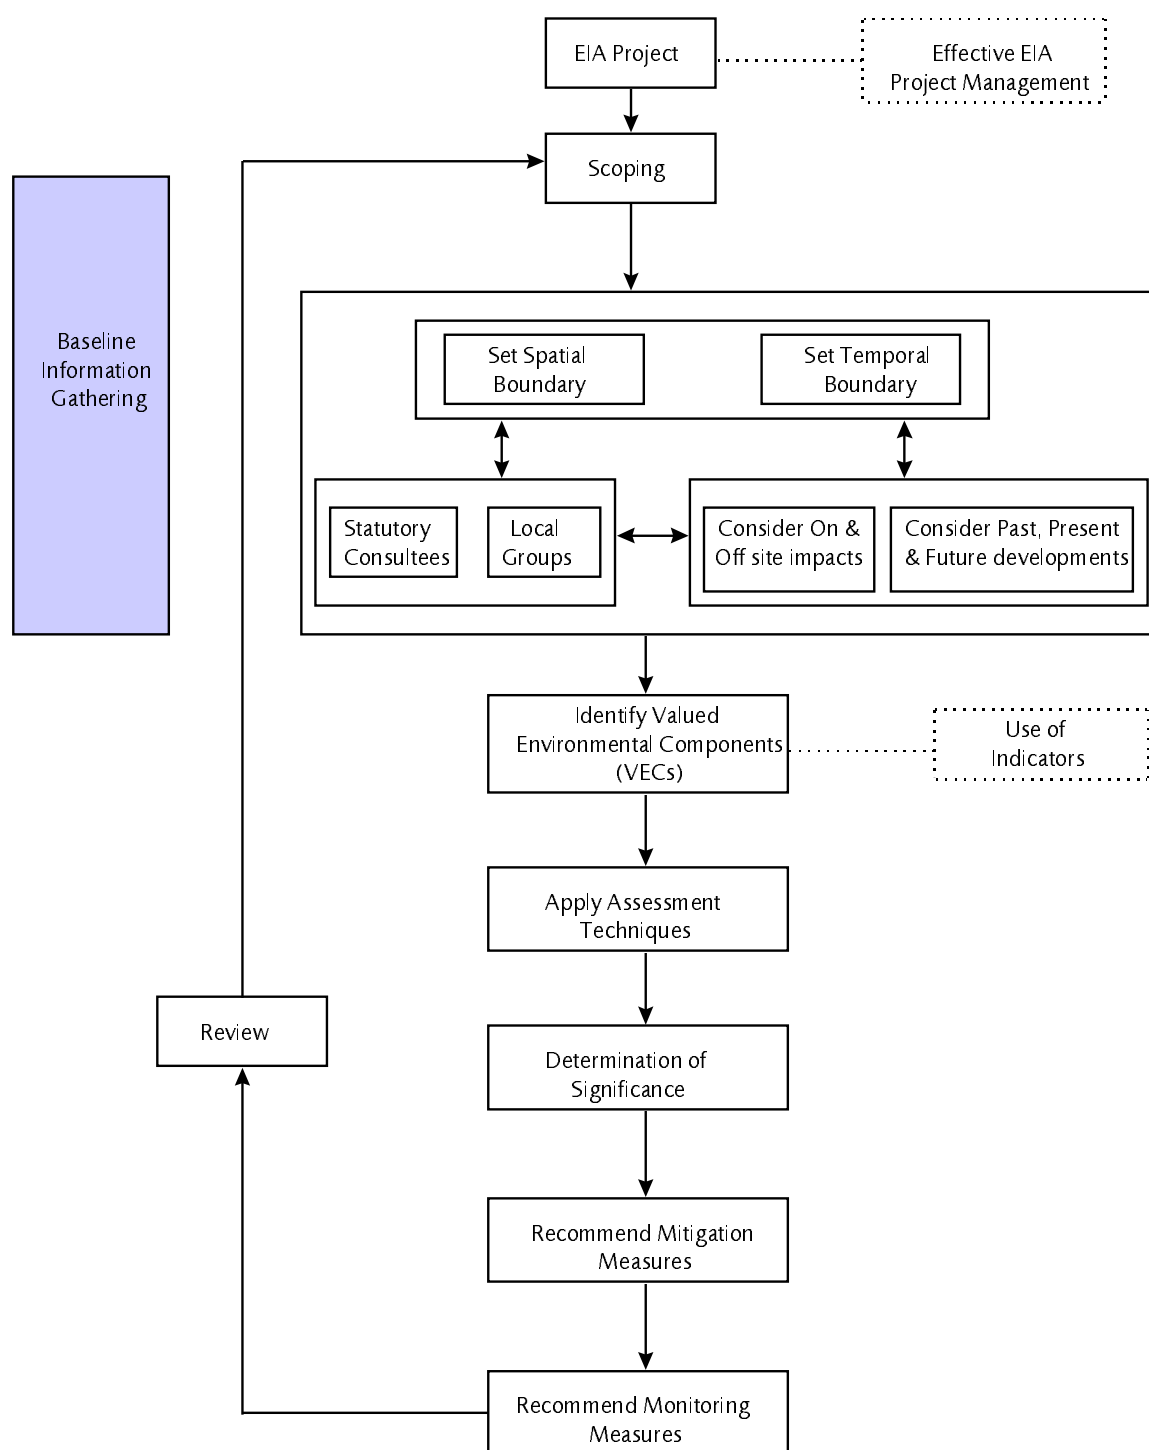 EIA Project
Effective EIA
Project Management
Scoping
Baseline
Information
Gathering
Set Spatial
Boundary
Set Temporal
Boundary
Statutory
Consultees
Local
Groups
Consider On &
Off site impacts
Consider Past, Present
& Future developments
Identify Valued
Environmental Components
(VECs)
Use of
Indicators
Apply Assessment
Techniques
Review
Determination of
Significance
Recommend Mitigation
Measures
Recommend Monitoring
Measures